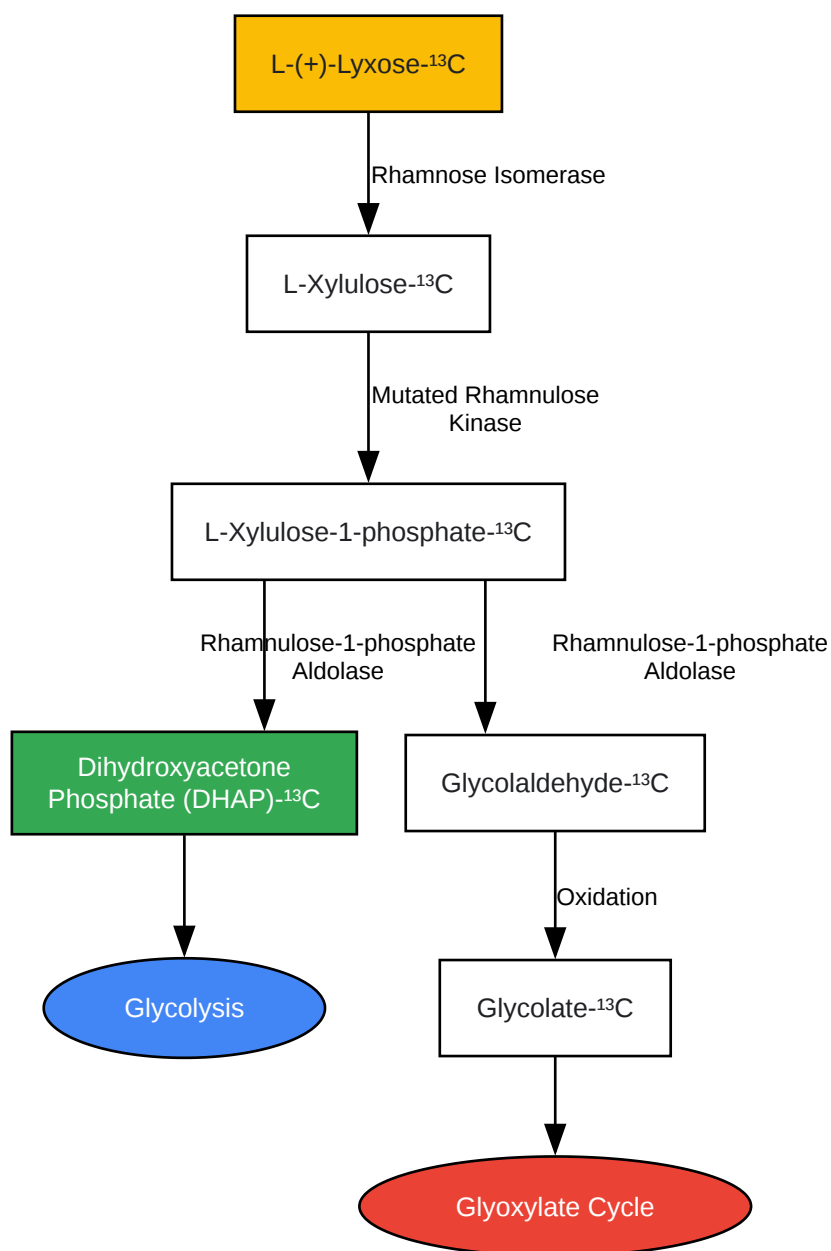 L-(+)-Lyxose-¹³C
Rhamnose Isomerase
L-Xylulose-¹³C
Mutated Rhamnulose
Kinase
L-Xylulose-1-phosphate-¹³C
Rhamnulose-1-phosphate
Aldolase
Rhamnulose-1-phosphate
Aldolase
Dihydroxyacetone
Phosphate (DHAP)-¹³C
Glycolaldehyde-¹³C
Oxidation
Glycolysis
Glycolate-¹³C
Glyoxylate Cycle